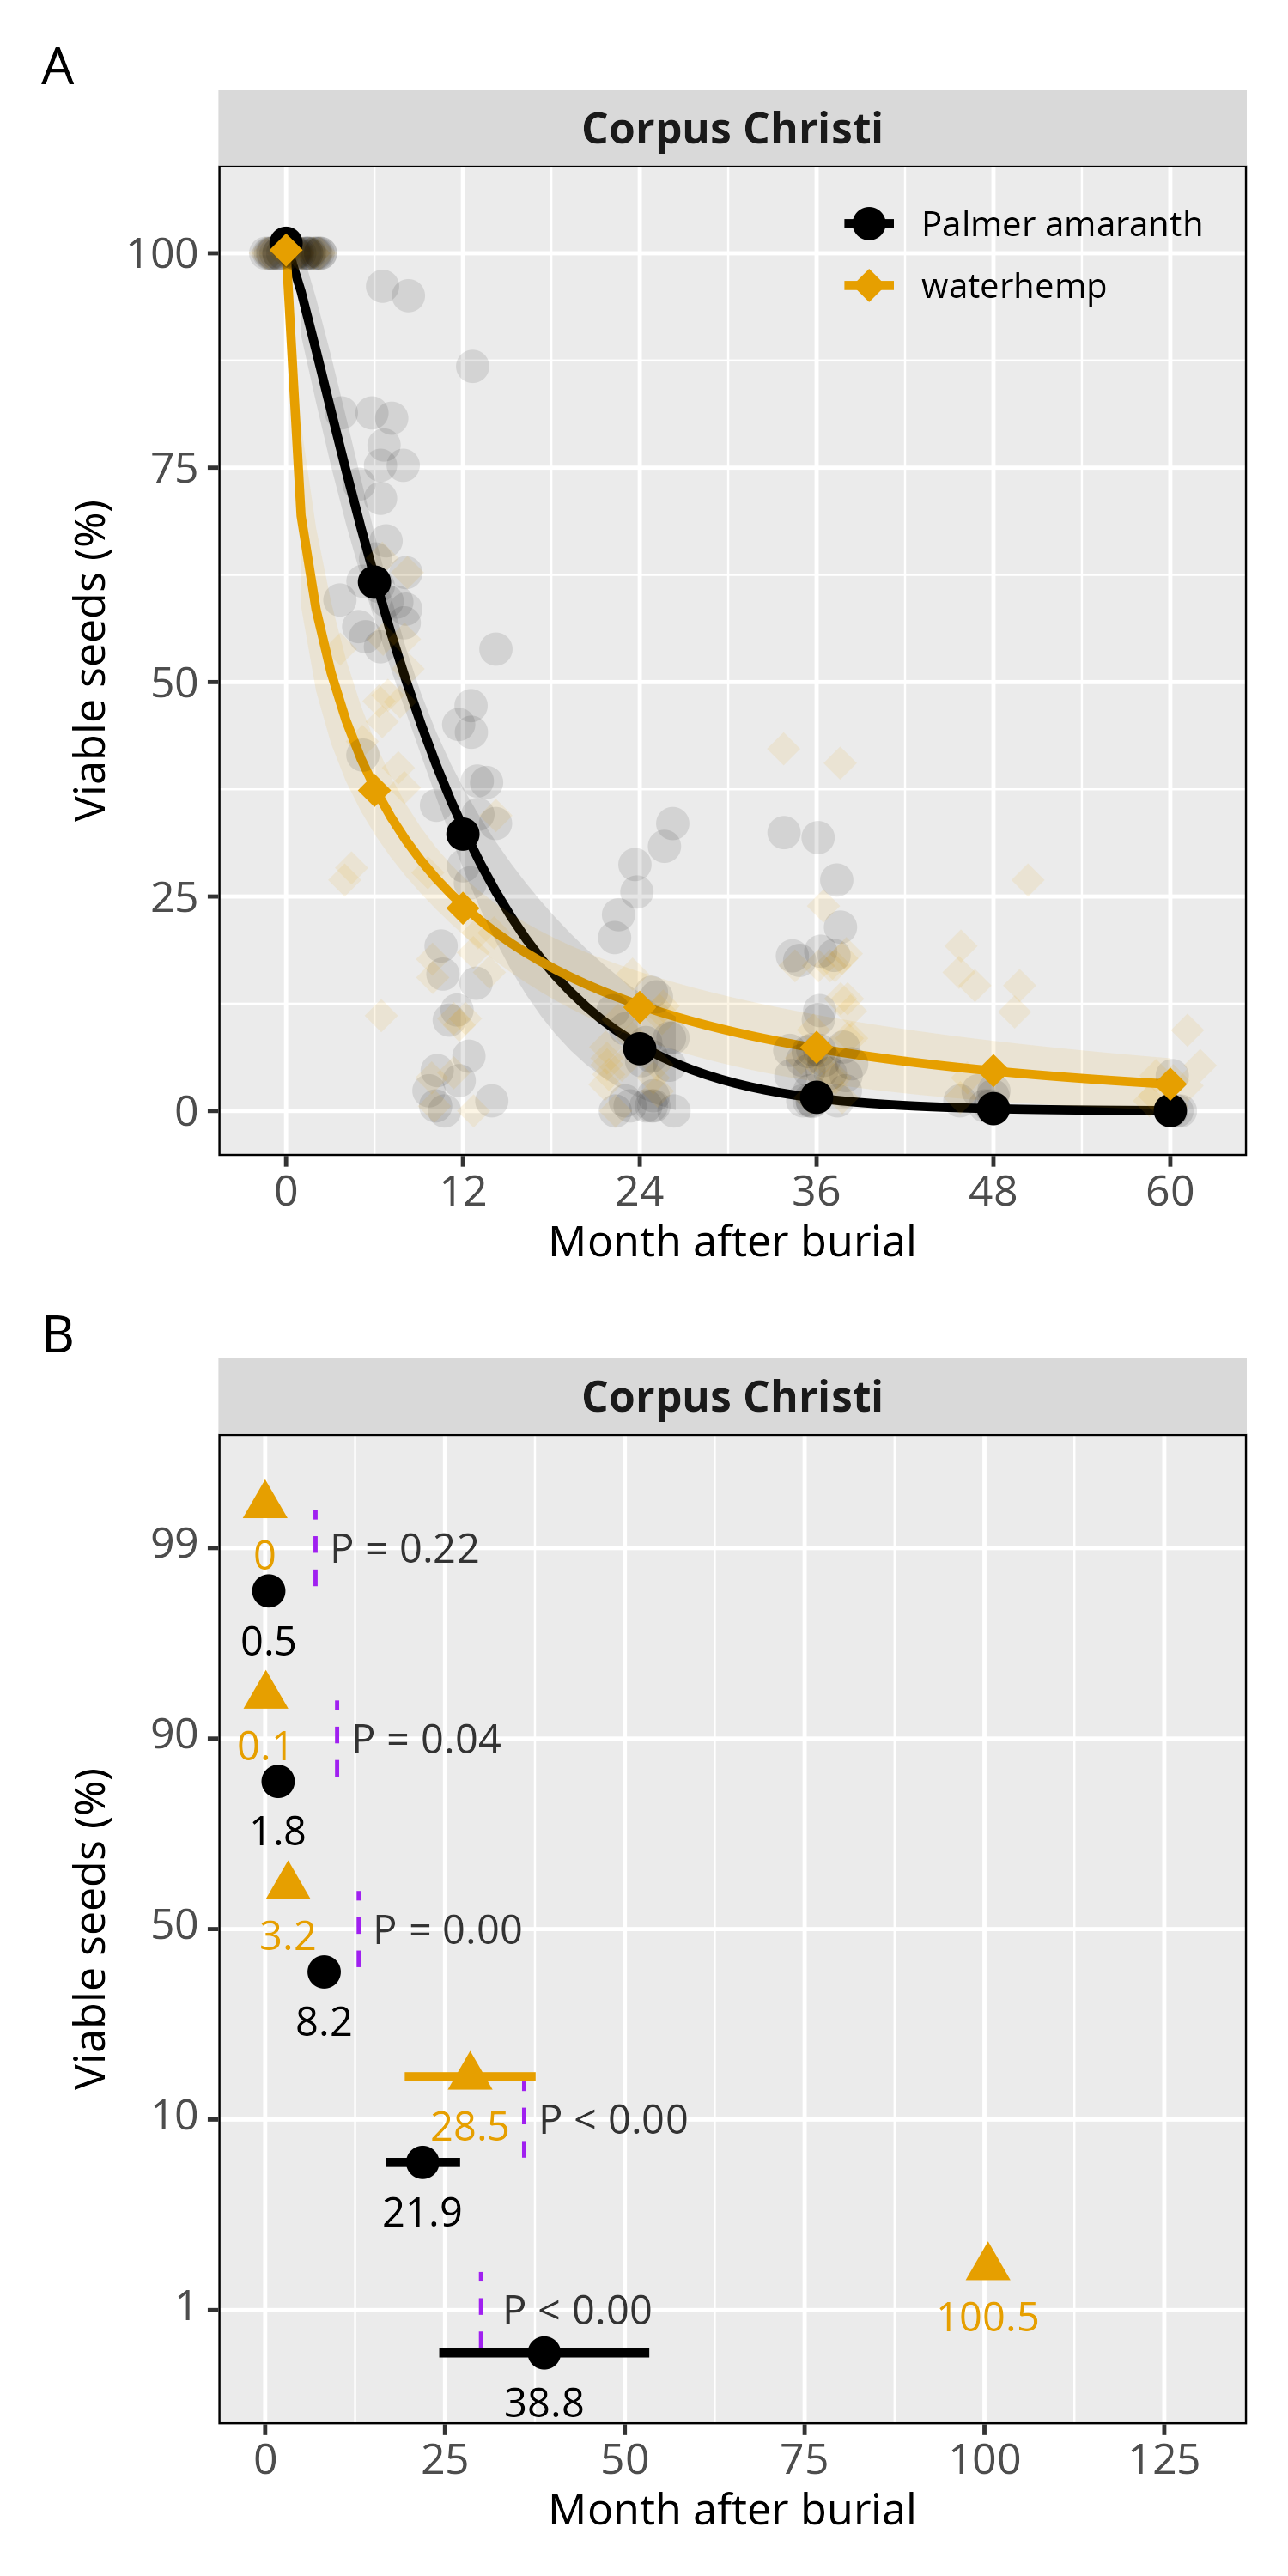 A
Corpus Christi
Palmer amaranth
waterhemp
100
75
50
25
0
Viable seeds (%)
0 12 24 36 48 60
Month after burial
B
Corpus Christi
99
90
50
10
1
Viable seeds (%)
0
P = 0.22
0.5
0.1
P = 0.04
1.8
3.2
P = 0.00
8.2
28.5
P < 0.00
21.9
P < 0.00
100.5
38.8
0 25 50 75 100 125
Month after burial